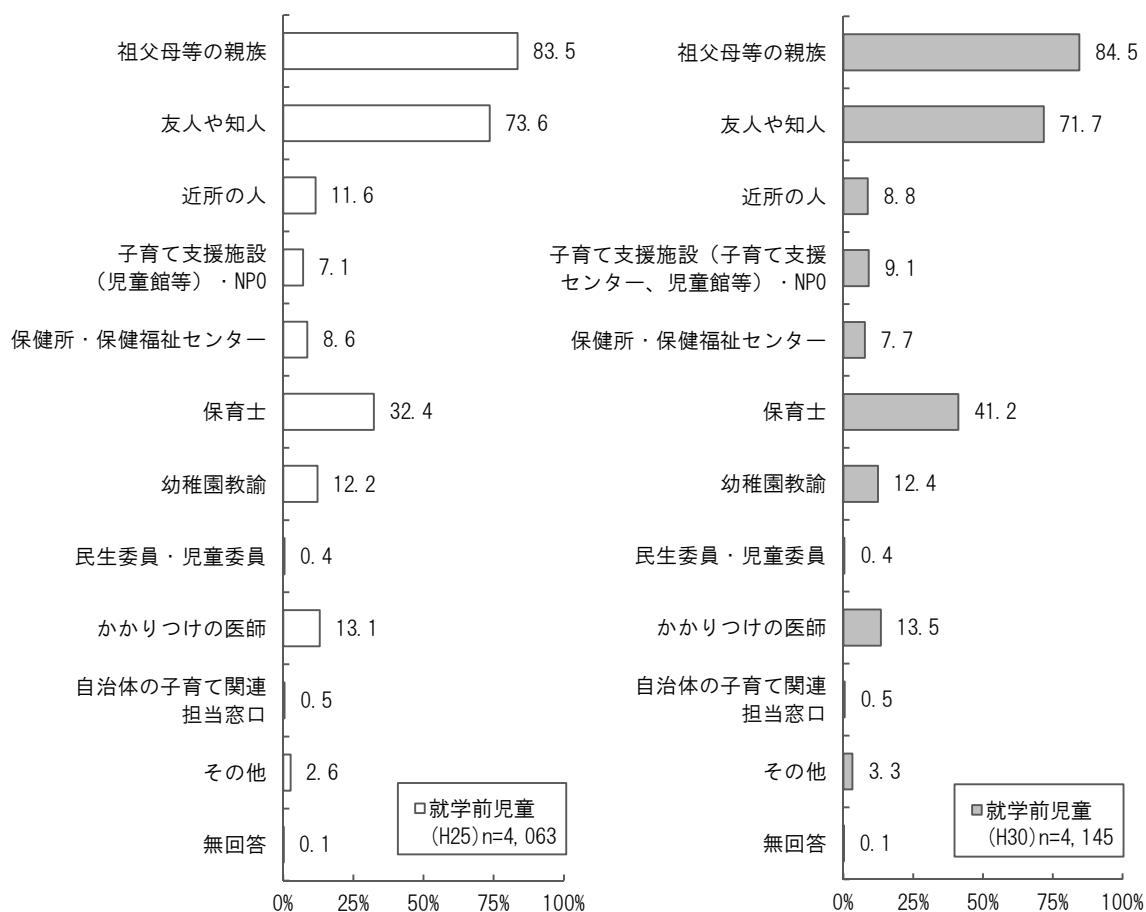 祖父母等の親族
83.5
友人や知人
73.6
近所の人
11.6
子育て支援施設
（児童館等）・NPO
7.1
保健所・保健福祉センター
8.6
保育士
32.4
幼稚園教諭
12.2
民生委員・児童委員
0.4
かかりつけの医師
13.1
自治体の子育て関連
担当窓口
0.5
その他
2.6
無回答
0.1
就学前児童
(H25)n=4,063
0% 25% 50% 75% 100%
祖父母等の親族
84.5
友人や知人
71.7
近所の人
8.8
子育て支援施設（子育て支援
センター、児童館等）・NPO
9.1
保健所・保健福祉センター
7.7
保育士
41.2
幼稚園教諭
12.4
民生委員・児童委員
0.4
かかりつけの医師
13.5
自治体の子育て関連
担当窓口
0.5
その他
3.3
無回答
0.1
就学前児童
(H30)n=4,145
0% 25% 50% 75% 100%